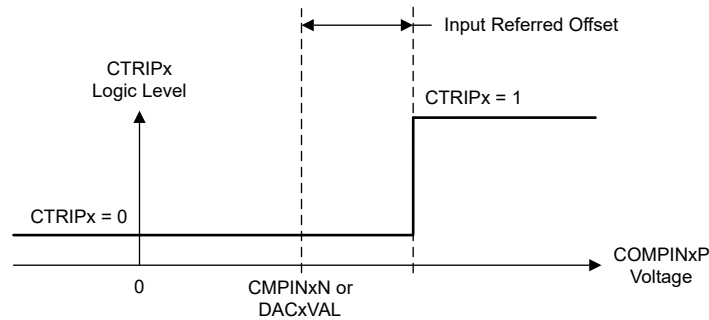 Input Referred Offset
CTRIPx
Logic Level
CTRIPx = 1
CTRIPx = 0
COMPINxP
Voltage
0
CMPINxN or
DACxVAL